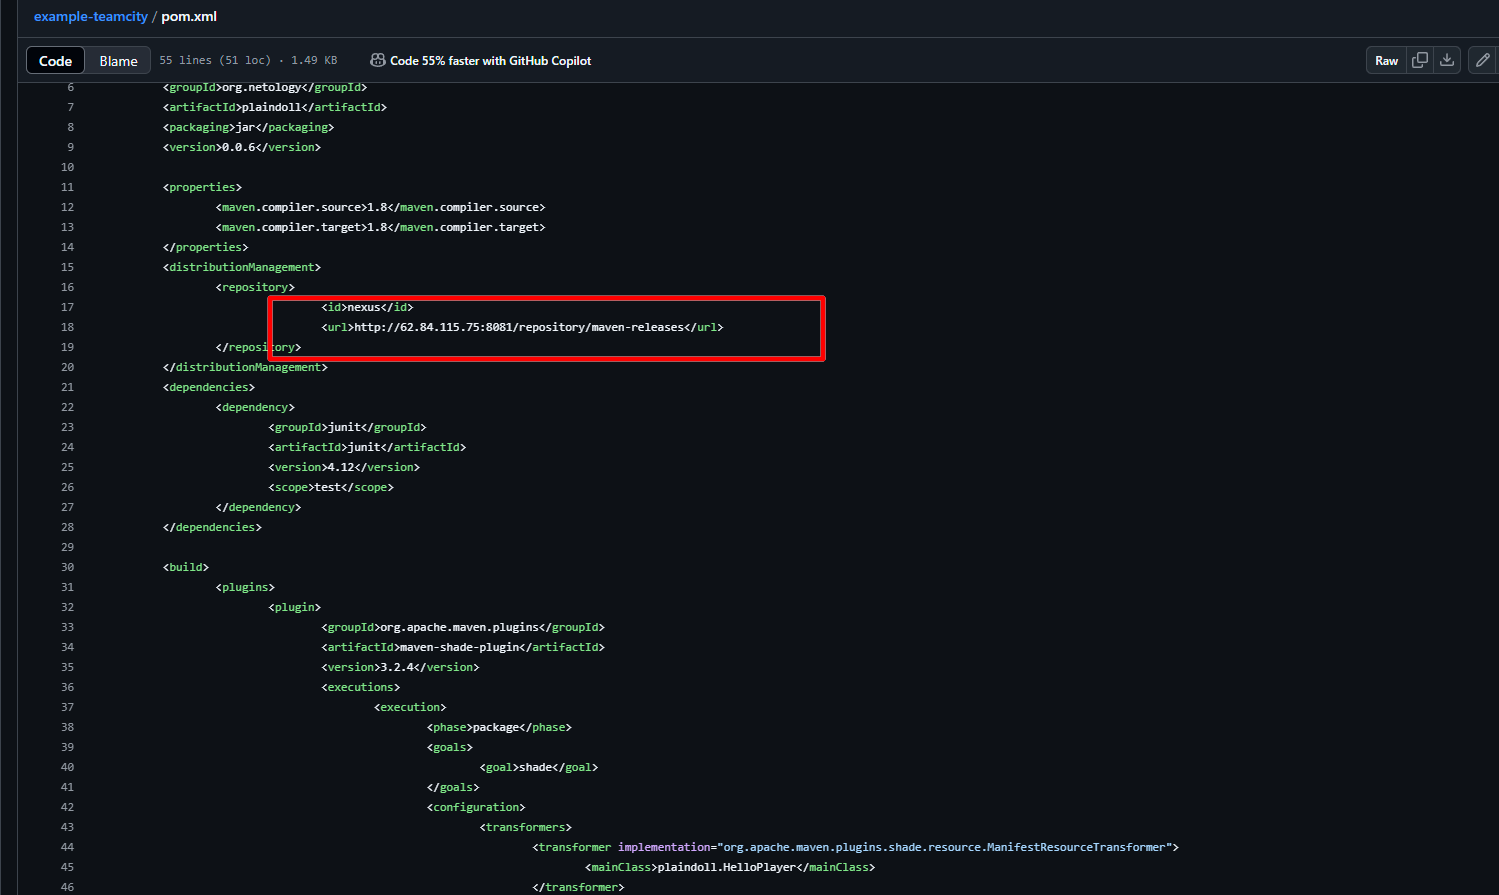 example-teamcity / pom.xml
Code Blame 55 lines (51 loc) · 1.49 KB Code 55% faster with GitHub Copilot Raw
6 <groupId>org.netology</groupId>
7 <artifactId>plaindoll</artifactId>
8 <packaging>jar</packaging>
9 <version>0.0.6</version>
10
11 <properties>
12 <maven.compiler.source>1.8</maven.compiler.source>
13 <maven.compiler.target>1.8</maven.compiler.target>
14 </properties>
15 <distributionManagement>
16 <repository>
17 <id>nexus</id>
18 <url>http://62.84.115.75:8081/repository/maven-releases</url>
19 </repository>
20 </distributionManagement>
21 <dependencies>
22 <dependency>
23 <groupId>junit</groupId>
24 <artifactId>junit</artifactId>
25 <version>4.12</version>
26 <scope>test</scope>
27 </dependency>
28 </dependencies>
29
30 <build>
31 <plugins>
32 <plugin>
33 <groupId>org.apache.maven.plugins</groupId>
34 <artifactId>maven-shade-plugin</artifactId>
35 <version>3.2.4</version>
36 <executions>
37 <execution>
38 <phase>package</phase>
39 <goals>
40 <goal>shade</goal>
41 </goals>
42 <configuration>
43 <transformers>
44 <transformer implementation="org.apache.maven.plugins.shade.resource.ManifestResourceTransformer">
45 <mainClass>plaindoll.HelloPlayer</mainClass>
46 </transformer>